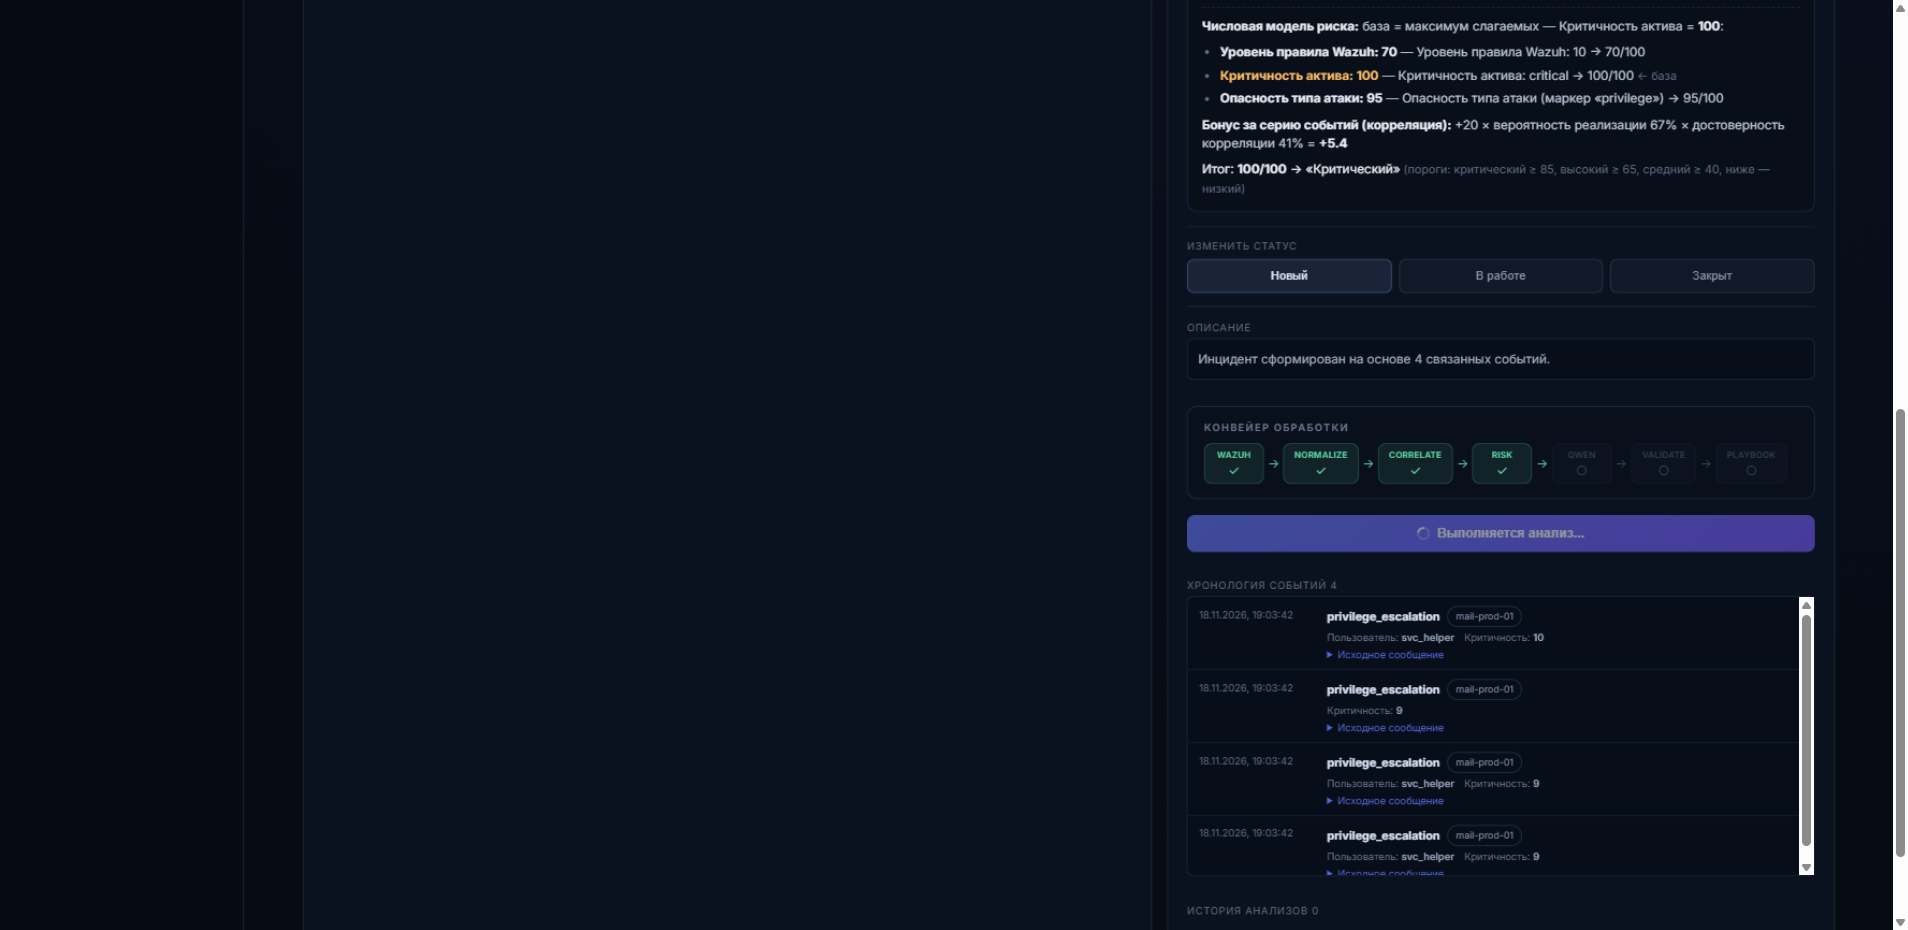 Числовая модель риска: база = максимум слагаемых — Критичность актива = 100:
• Уровень правила Wazuh: 70 — Уровень правила Wazuh: 10 → 70/100
• Критичность актива: 100 — Критичность актива: critical → 100/100 ← база
• Опасность типа атаки: 95 — Опасность типа атаки (маркер «privilege») → 95/100
Бонус за серию событий (корреляция): +20 × вероятность реализации 67% × достоверность
корреляции 41% = +5.4
Итог: 100/100 → «Критический» (пороги: критический ≥ 85, высокий ≥ 65, средний ≥ 40, ниже —
низкий)
ИЗМЕНИТЬ СТАТУС
Новый В работе Закрыт
ОПИСАНИЕ
Инцидент сформирован на основе 4 связанных событий.
КОНВЕЙЕР ОБРАБОТКИ
WAZUH → NORMALIZE → CORRELATE → RISK → QWEN → VALIDATE → PLAYBOOK
Выполняется анализ...
ХРОНОЛОГИЯ СОБЫТИЙ 4
18.11.2026, 19:03:42 privilege_escalation mail-prod-01
Пользователь: svc_helper Критичность: 10
▶ Исходное сообщение
18.11.2026, 19:03:42 privilege_escalation mail-prod-01
Критичность: 9
▶ Исходное сообщение
18.11.2026, 19:03:42 privilege_escalation mail-prod-01
Пользователь: svc_helper Критичность: 9
▶ Исходное сообщение
18.11.2026, 19:03:42 privilege_escalation mail-prod-01
Пользователь: svc_helper Критичность: 9
▶ Исходное сообщение
ИСТОРИЯ АНАЛИЗОВ 0